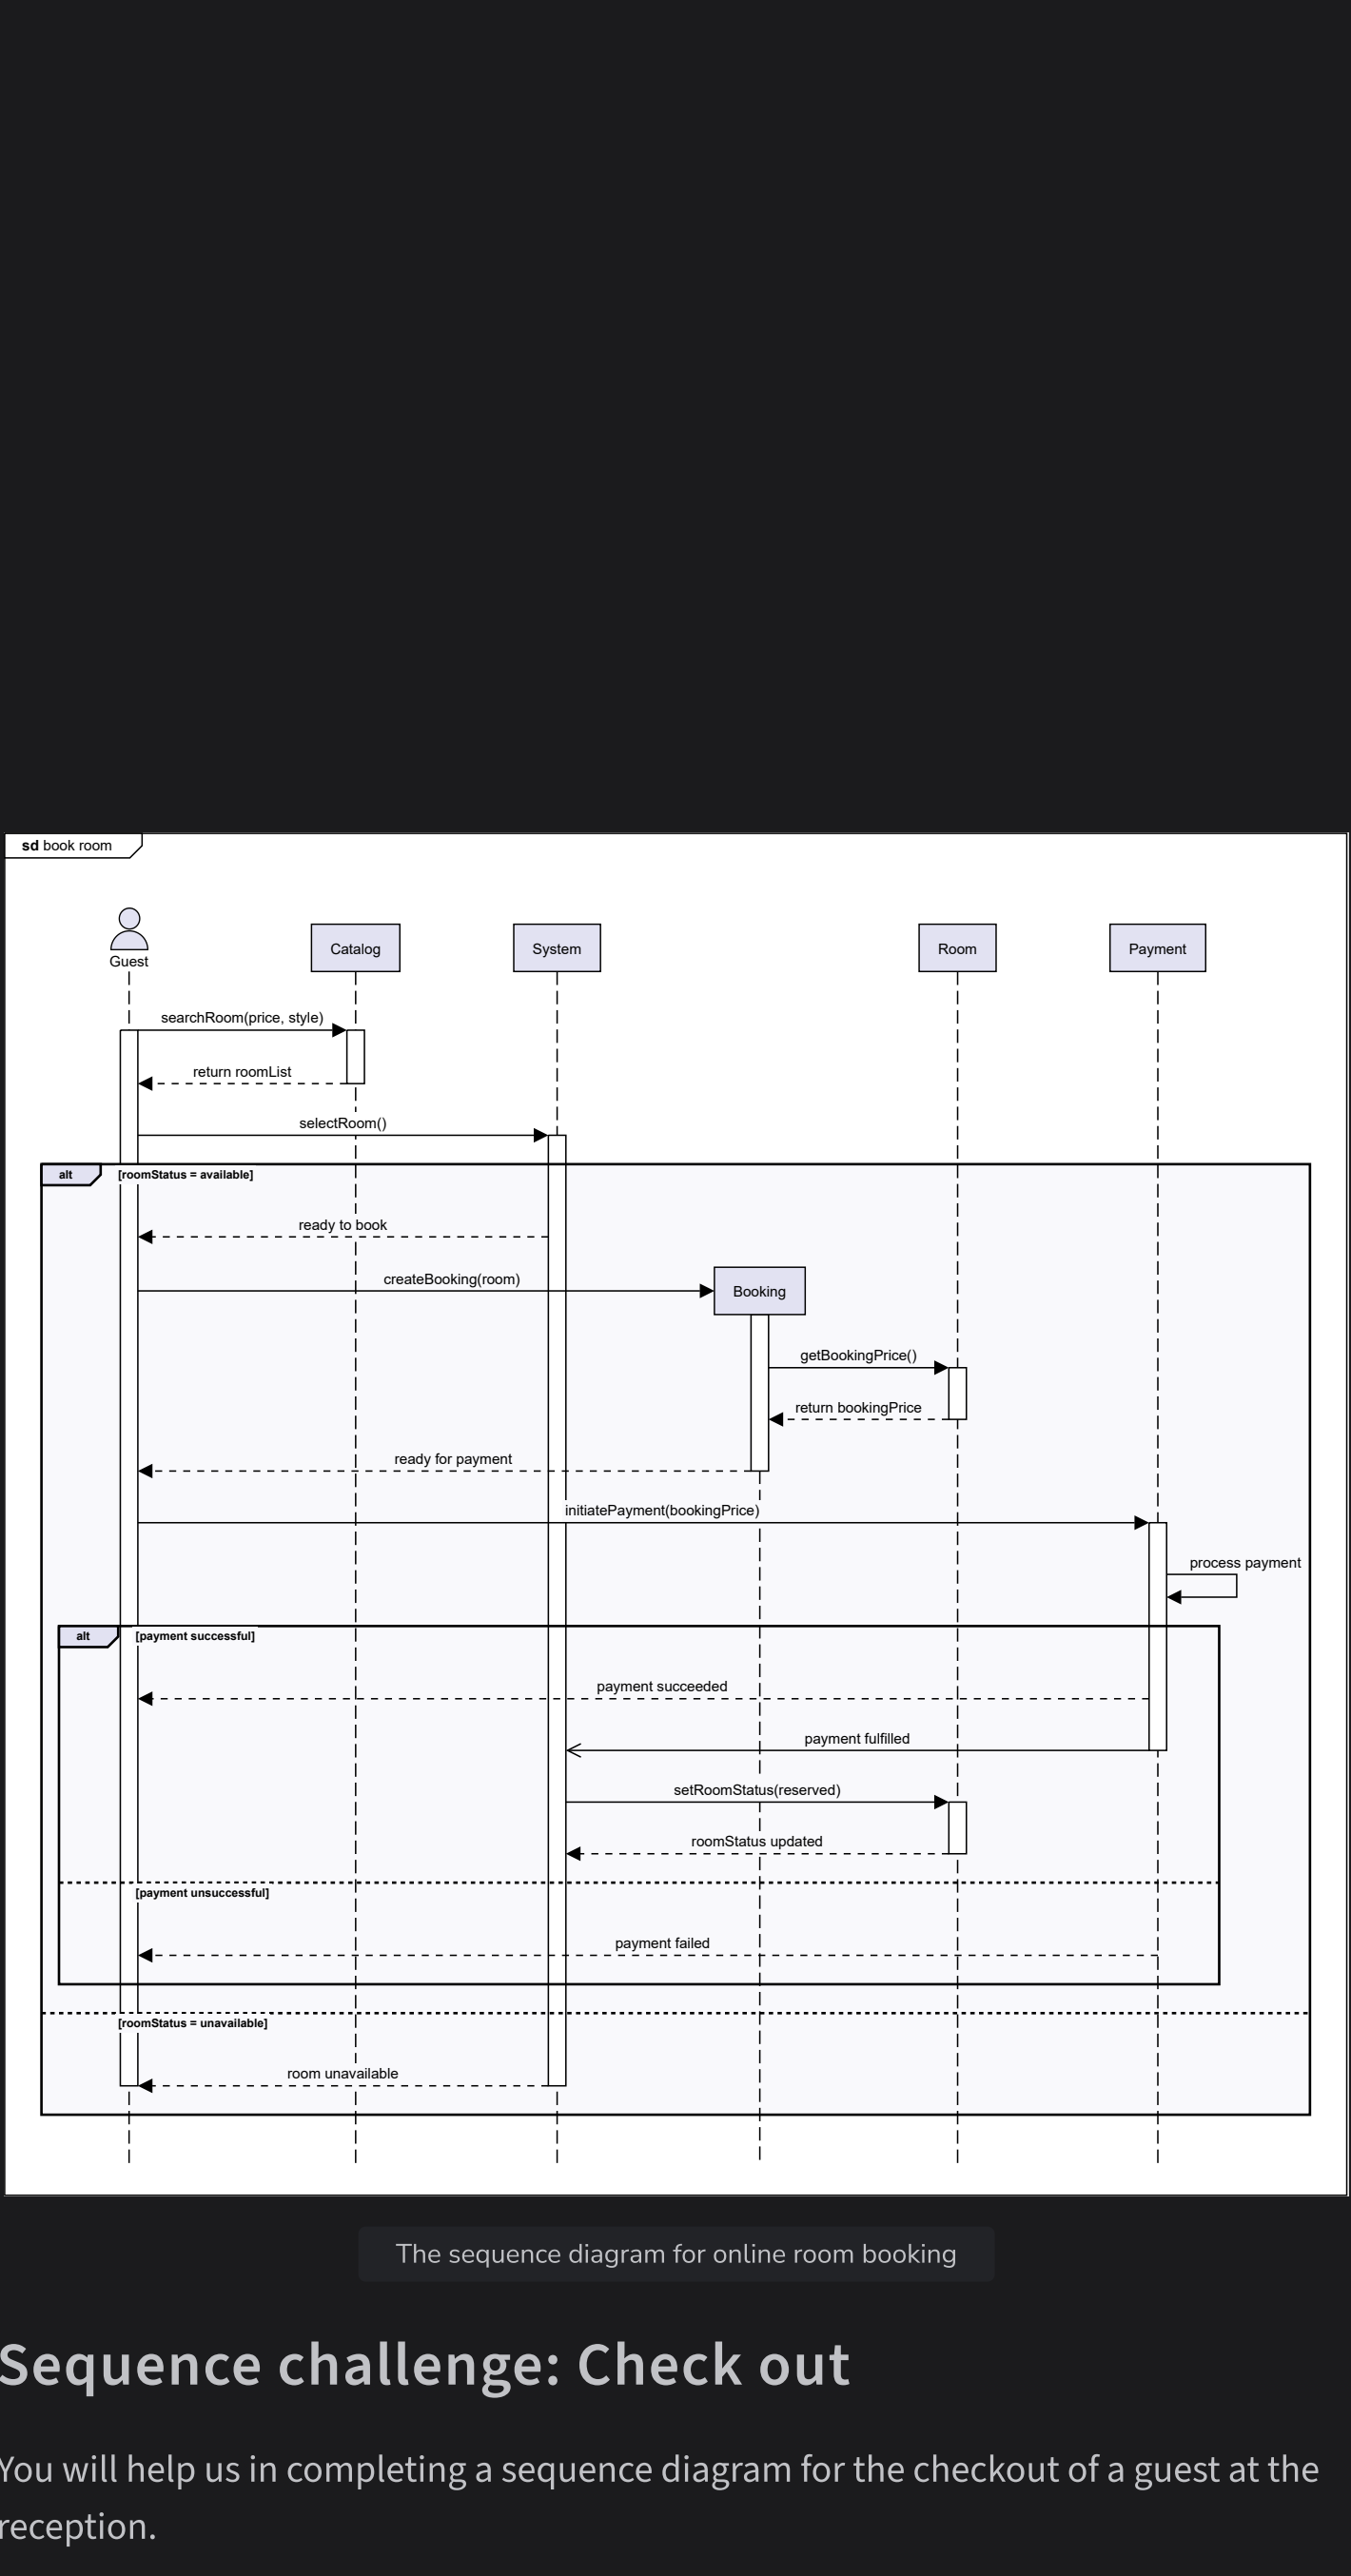 sd book room
Guest
Catalog
System
Room
Payment
searchRoom(price, style)
return roomList
selectRoom()
alt
[roomStatus = available]
ready to book
createBooking(room)
Booking
getBookingPrice()
return bookingPrice
ready for payment
initiatePayment(bookingPrice)
process payment
alt
[payment successful]
payment succeeded
payment fulfilled
setRoomStatus(reserved)
roomStatus updated
[payment unsuccessful]
payment failed
[roomStatus = unavailable]
room unavailable
The sequence diagram for online room booking
Sequence challenge: Check out
You will help us in completing a sequence diagram for the checkout of a guest at the
reception.